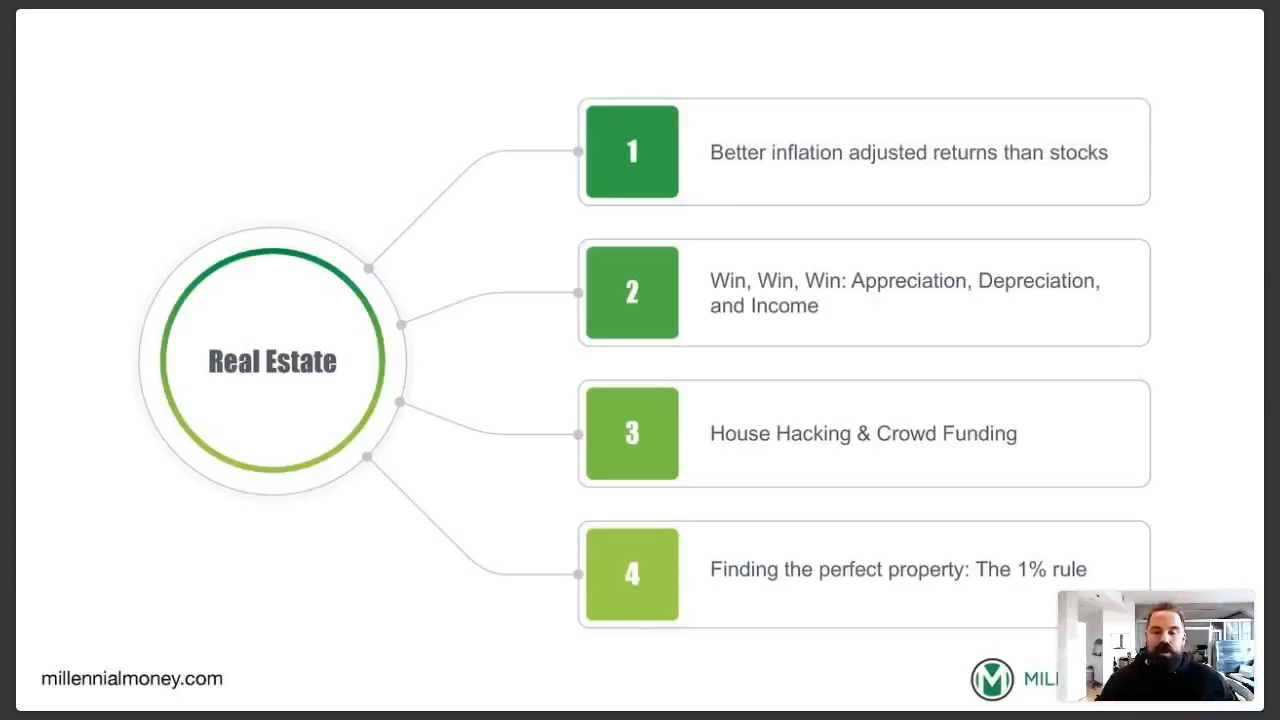 1
Better inflation adjusted returns than stocks
2
Win, Win, Win: Appreciation, Depreciation,
and Income
Real Estate
3
House Hacking & Crowd Funding
4
Finding the perfect property: The 1% rule
millennialmoney.com
MIL